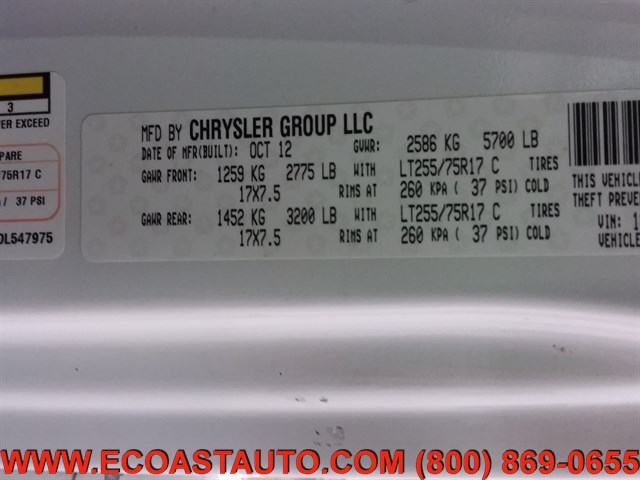 3
ER EXCEED
PARE
/75R17 C
/ 37 PSI
DL547975
MFD BY CHRYSLER GROUP LLC
DATE OF MFR(BUILT): OCT 12 GVWR: 2586 KG 5700 LB
GAWR FRONT: 1259 KG 2775 LB WITH LT255/75R17 C TIRES
17X7.5 RIMS AT 260 KPA ( 37 PSI) COLD
GAWR REAR: 1452 KG 3200 LB WITH LT255/75R17 C TIRES
17X7.5 RIMS AT 260 KPA ( 37 PSI) COLD
THIS VEHICLE
THEFT PREVE
VIN: 1
VEHICLE
WWW.ECOASTAUTO.COM (800) 869-0655